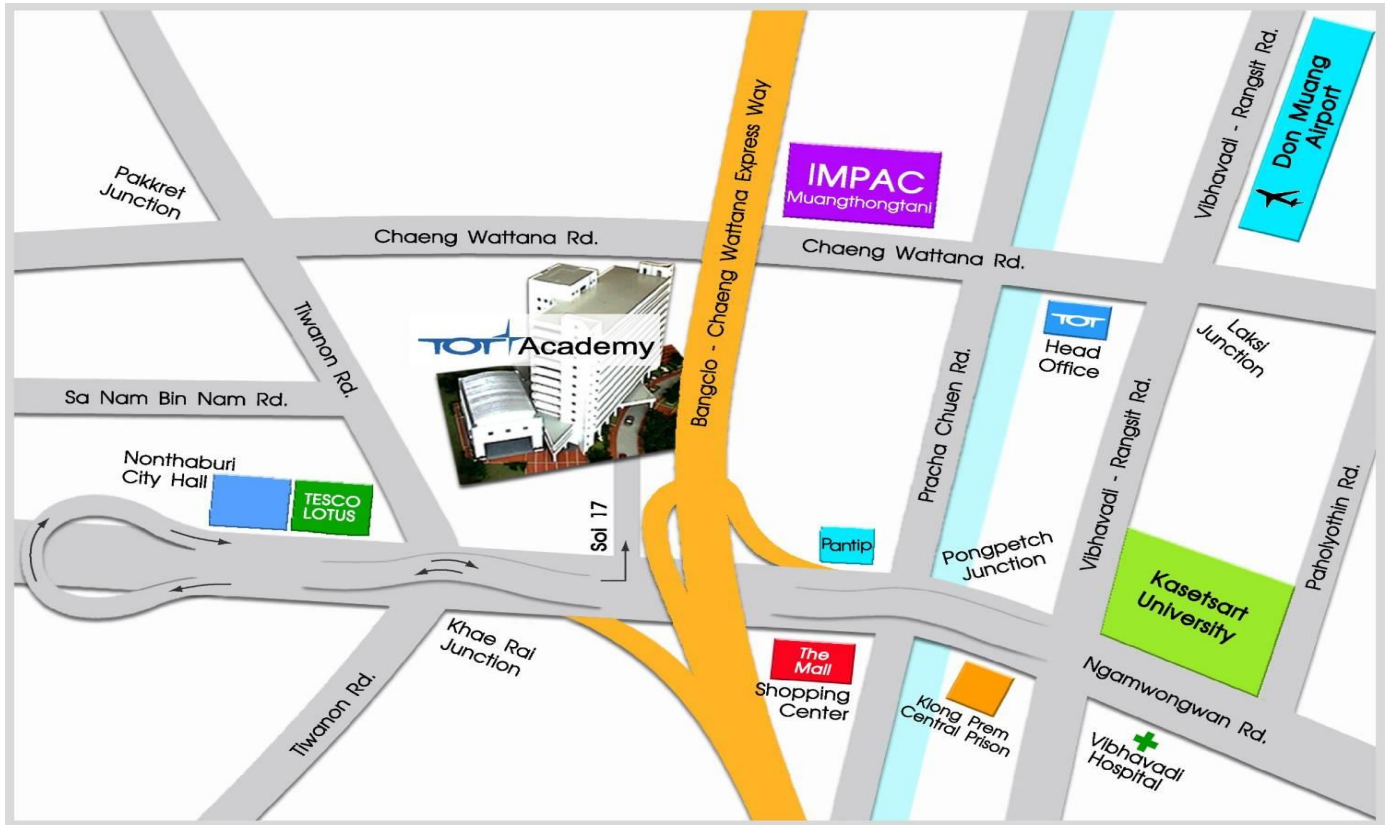 Pakkret
Junction
Chaeng Wattana Rd.
Tiwanon Rd.
Sa Nam Bin Nam Rd.
Nonthaburi
City Hall
TESCO
LOTUS
TOT Academy
Soi 17
Bangclo - Chaeng Wattana Express Way
IMPAC
Muangthongtani
Chaeng Wattana Rd.
Vibhavadi - Rangsit Rd.
Don Muang
Airport
TOT
Head
Office
Laksi
Junction
Pracha Chuen Rd.
Vibhavadi - Rangsit Rd.
Paholyothin Rd.
Pantip
Pongpetch
Junction
Kasetsart
University
Khae Rai
Junction
Tiwanon Rd.
The
Mall
Shopping
Center
Klong Prem
Central Prison
Ngamwongwan Rd.
Vibhavadi
Hospital